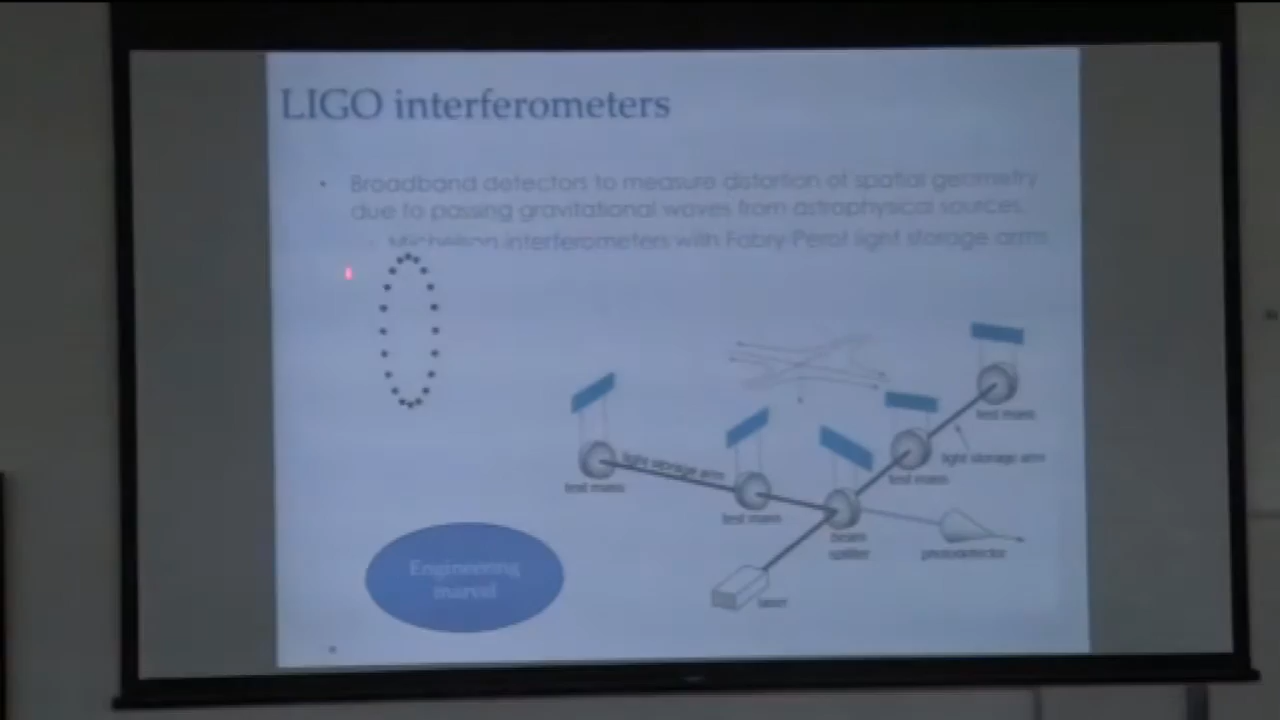 LIGO interferometers
Broadband detectors to measure distortion of spatial geometry
due to passing gravitational waves from astrophysical sources.
Michelson interferometers with Fabry-Perot light storage arms
test mass
light storage arm
test mass
light storage arm
test mass
test mass
beam
splitter
photodetector
laser
Engineering
marvel